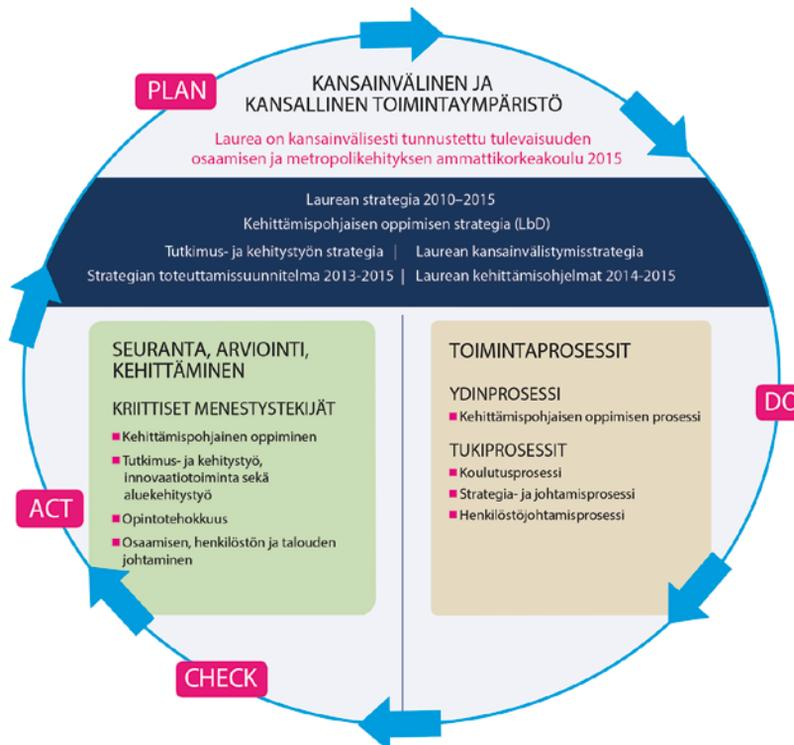 PLAN
KANSAINVÄLINEN JA
KANSALLINEN TOIMINTAYMPÄRISTÖ
Laurea on kansainvälisesti tunnustettu tulevaisuuden
osaamisen ja metropolikehityksen ammattikorkeakoulu 2015
Laurean strategia 2010–2015
Kehittämispohjaisen oppimisen strategia (LbD)
Tutkimus- ja kehitystyön strategia | Laurean kansainvälistymisstrategia
Strategian toteuttamissuunnitelma 2013-2015 | Laurean kehittämisohjelmat 2014-2015
SEURANTA, ARVIOINTI,
KEHITTÄMINEN
KRIITTISET MENESTYSTEKIJÄT
Kehittämispohjainen oppiminen
Tutkimus- ja kehitystyö,
innovaatiotoiminta sekä
aluekehitystyö
Opintotehokkuus
Osaamisen, henkilöstön ja talouden
johtaminen
TOIMINTAPROSESSIT
YDINPROSESSI
Kehittämispohjaisen oppimisen prosessi
TUKIPROSESSIT
Koulutusprosessi
Strategia- ja johtamisprosessi
Henkilöstöjohtamisprosessi
DO
ACT
CHECK